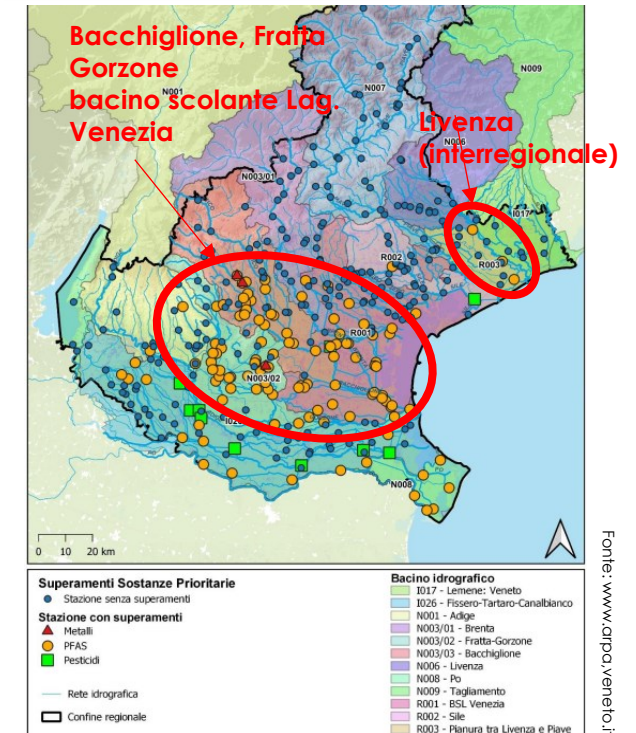 Bacchiglione, Fratta
Gorzone
bacino scolante Lag.
Venezia
Livenza
(interregionale)
N001
N007
N009
N006
N003/01
I017
R002
R003
R001
N003/02
I026
N008
0 10 20 km
Fonte: www.arpa.veneto.it
Superamenti Sostanze Prioritarie
Stazione senza superamenti
Stazione con superamenti
Metalli
PFAS
Pesticidi
Rete idrografica
Confine regionale
Bacino idrografico
I017 - Lemene: Veneto
I026 - Fissero-Tartaro-Canalbianco
N001 - Adige
N003/01 - Brenta
N003/02 - Fratta-Gorzone
N003/03 - Bacchiglione
N006 - Livenza
N008 - Po
N009 - Tagliamento
R001 - BSL Venezia
R002 - Sile
R003 - Pianura tra Livenza e Piave